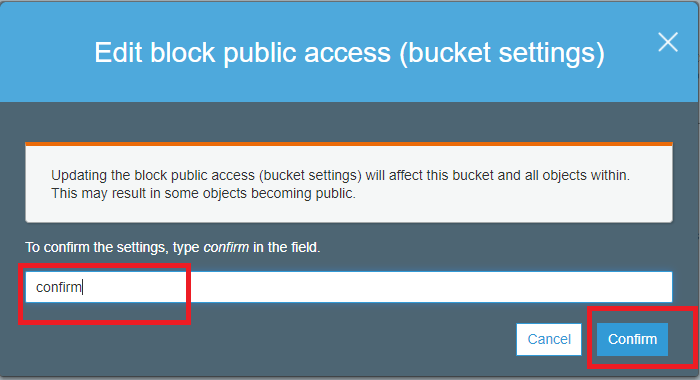 Edit block public access (bucket settings)
Updating the block public access (bucket settings) will affect this bucket and all objects within.
This may result in some objects becoming public.
To confirm the settings, type confirm in the field.
confirm
Cancel Confirm